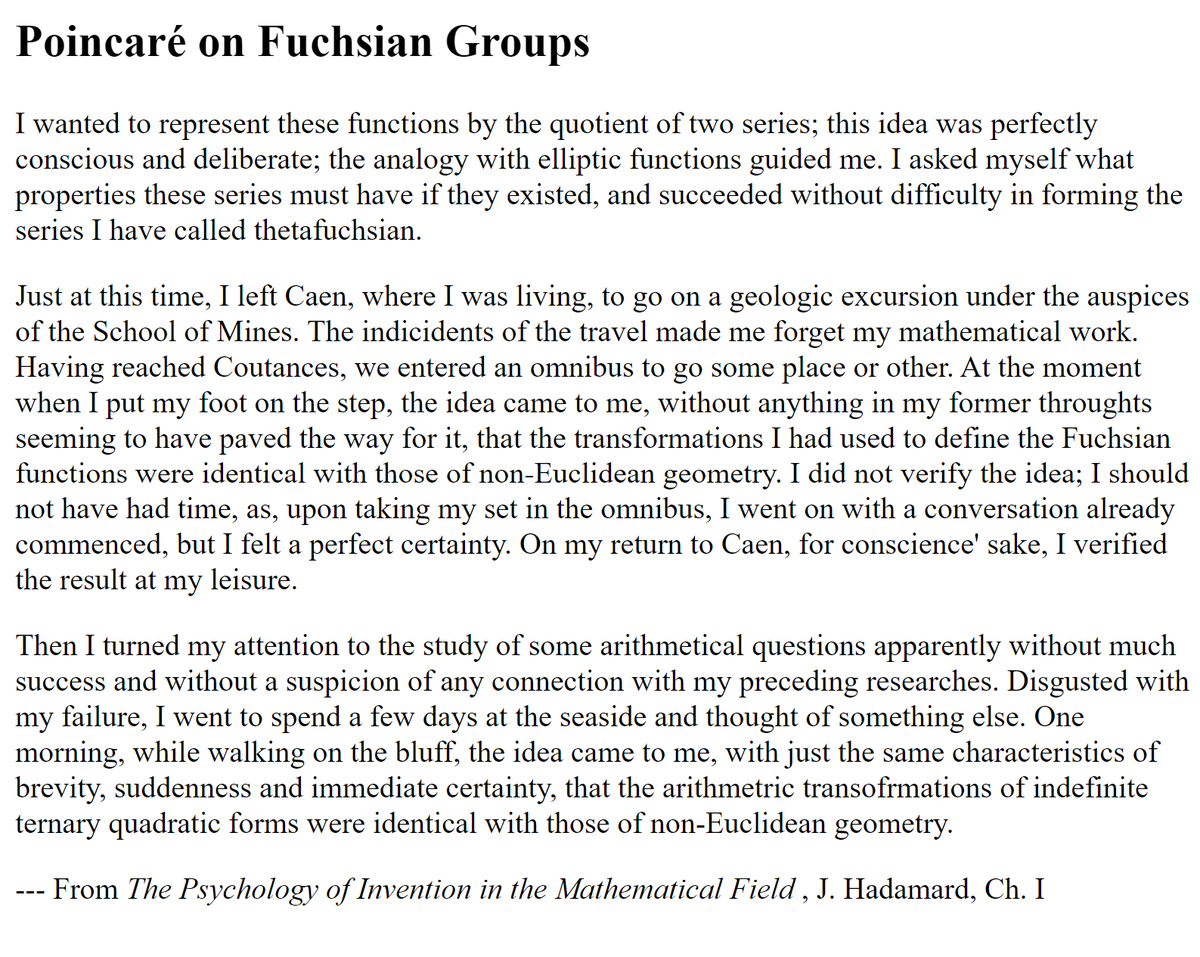 Poincaré on Fuchsian Groups
I wanted to represent these functions by the quotient of two series; this idea was perfectly
conscious and deliberate; the analogy with elliptic functions guided me. I asked myself what
properties these series must have if they existed, and succeeded without difficulty in forming the
series I have called thetafuchsian.
Just at this time, I left Caen, where I was living, to go on a geologic excursion under the auspices
of the School of Mines. The indicidents of the travel made me forget my mathematical work.
Having reached Coutances, we entered an omnibus to go some place or other. At the moment
when I put my foot on the step, the idea came to me, without anything in my former throughts
seeming to have paved the way for it, that the transformations I had used to define the Fuchsian
functions were identical with those of non-Euclidean geometry. I did not verify the idea; I should
not have had time, as, upon taking my set in the omnibus, I went on with a conversation already
commenced, but I felt a perfect certainty. On my return to Caen, for conscience' sake, I verified
the result at my leisure.
Then I turned my attention to the study of some arithmetical questions apparently without much
success and without a suspicion of any connection with my preceding researches. Disgusted with
my failure, I went to spend a few days at the seaside and thought of something else. One
morning, while walking on the bluff, the idea came to me, with just the same characteristics of
brevity, suddenness and immediate certainty, that the arithmetric transofrmations of indefinite
ternary quadratic forms were identical with those of non-Euclidean geometry.
--- From The Psychology of Invention in the Mathematical Field , J. Hadamard, Ch. I